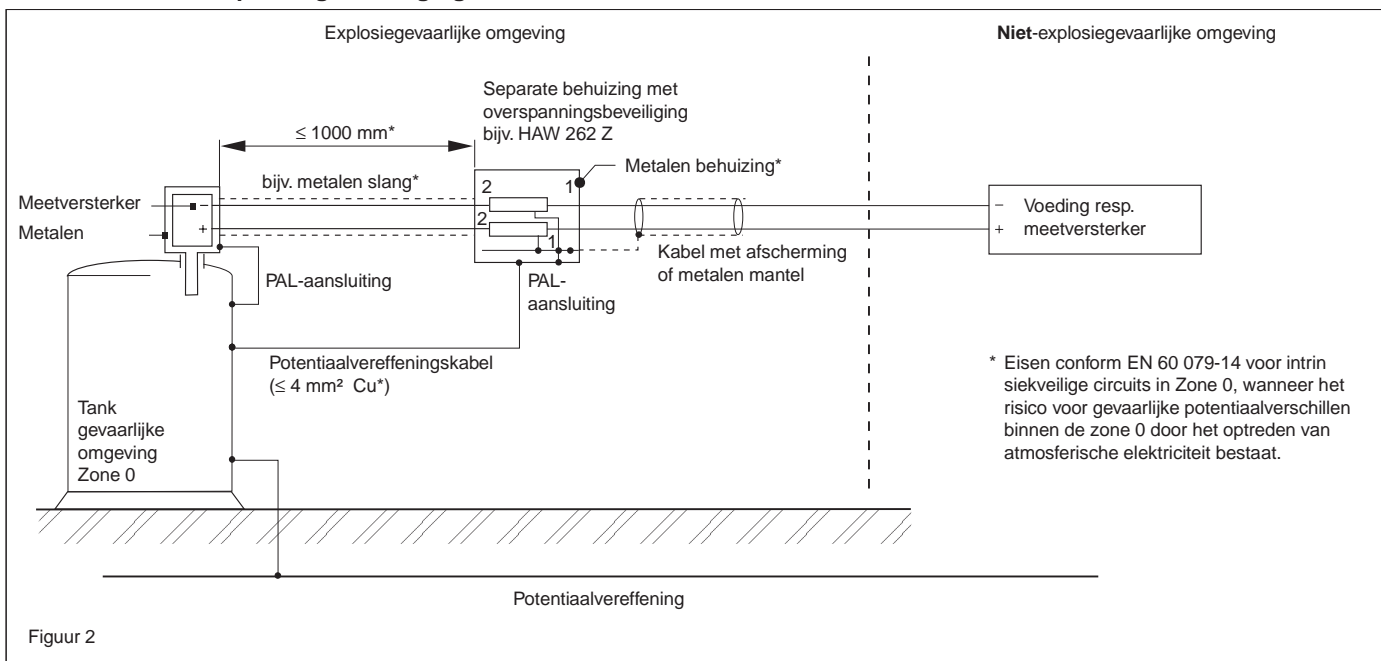 Explosiegevaarlijke omgeving
Niet-explosiegevaarlijke omgeving
Separate behuizing met
overspanningsbeveiliging
bijv. HAW 262 Z
≤ 1000 mm*
Metalen behuizing*
bijv. metalen slang*
2
1
Meetversterker
–
+
Metalen
2
1
Kabel met afscherming
of metalen mantel
–
+
Voeding resp.
meetversterker
PAL-aansluiting
PAL-
aansluiting
Potentiaalvereffeningskabel
(≤ 4 mm² Cu*)
Tank
gevaarlijke
omgeving
Zone 0
* Eisen conform EN 60 079-14 voor intrin
siekveilige circuits in Zone 0, wanneer het
risico voor gevaarlijke potentiaalverschillen
binnen de zone 0 door het optreden van
atmosferische elektriciteit bestaat.
Potentiaalvereffening
Figuur 2